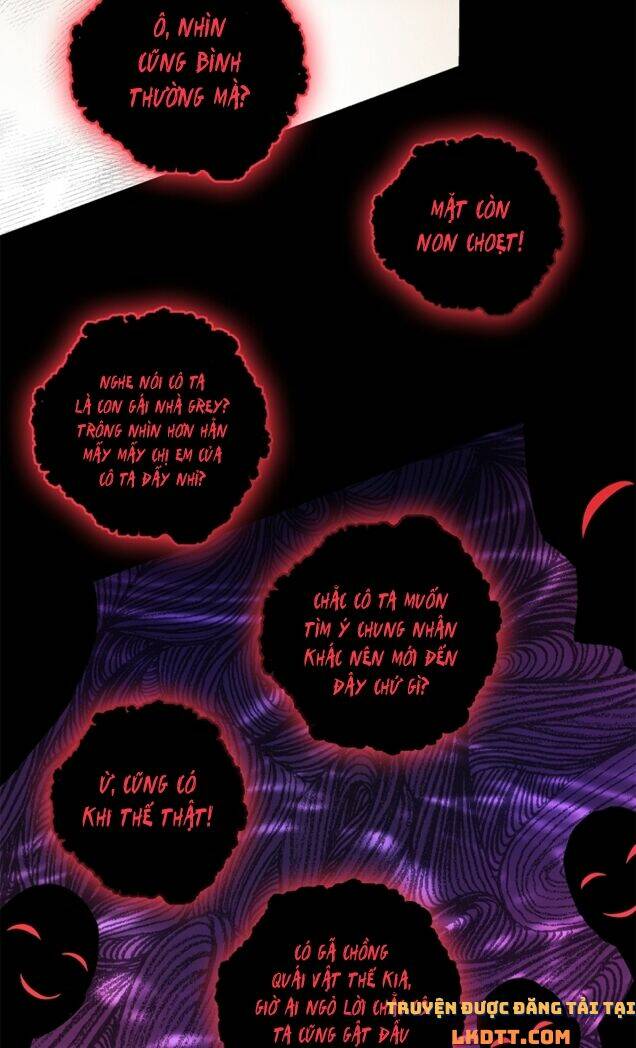 Ô, NHÌN
CŨNG BÌNH
THƯỜNG MÀ?
MẶT CÒN
NON CHOẸT!
NGHE NÓI CÔ TA
LÀ CON GÁI NHÀ GREY?
TRÔNG NHÌN HƠN HẲN
MẤY MẤY CHỊ EM CỦA
CÔ TA ĐẤY NHỈ?
CHẮC CÔ TA MUỐN
TÌM Ý CHUNG NHÂN
KHÁC NÊN MỚI ĐẾN
ĐÂY CHỨ GÌ?
Ừ, CŨNG CÓ
KHI THẾ THẬT!
CÓ GÃ CHỒNG
QUÁI VẬT THẾ KIA,
GIỜ AI NGỎ LỜI
TA CŨNG GẬT ĐẦU
TRUYỆN ĐƯỢC ĐĂNG TẢI TẠI
LKDTT.COM